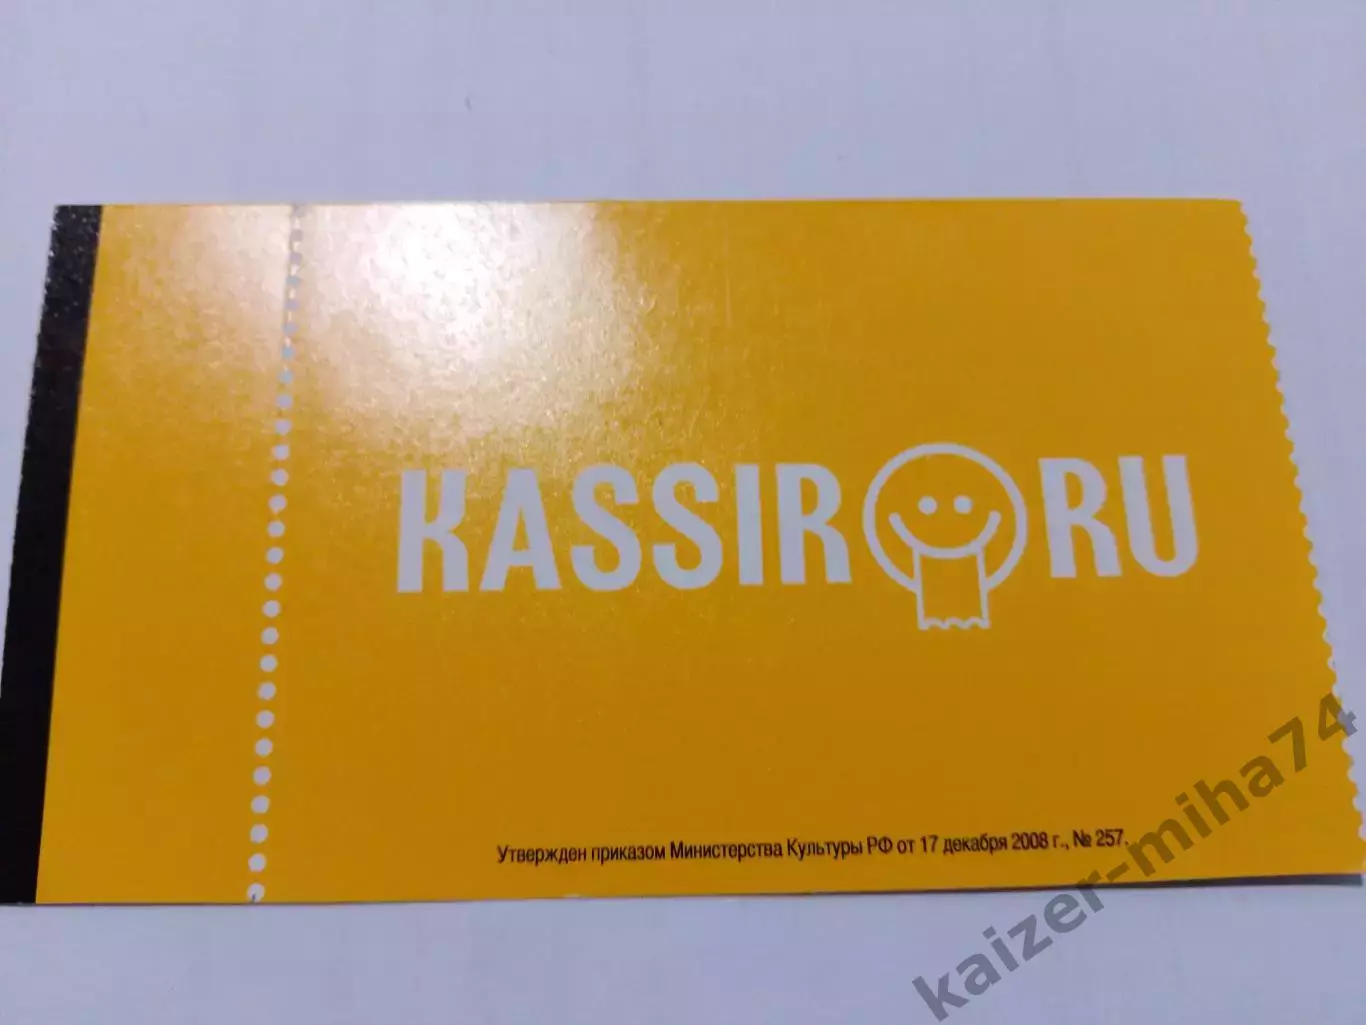 KASSIR RU
Утвержден приказом Министерства Культуры РФ от 17 декабря 2008 г., № 257.
kaizer-miha74